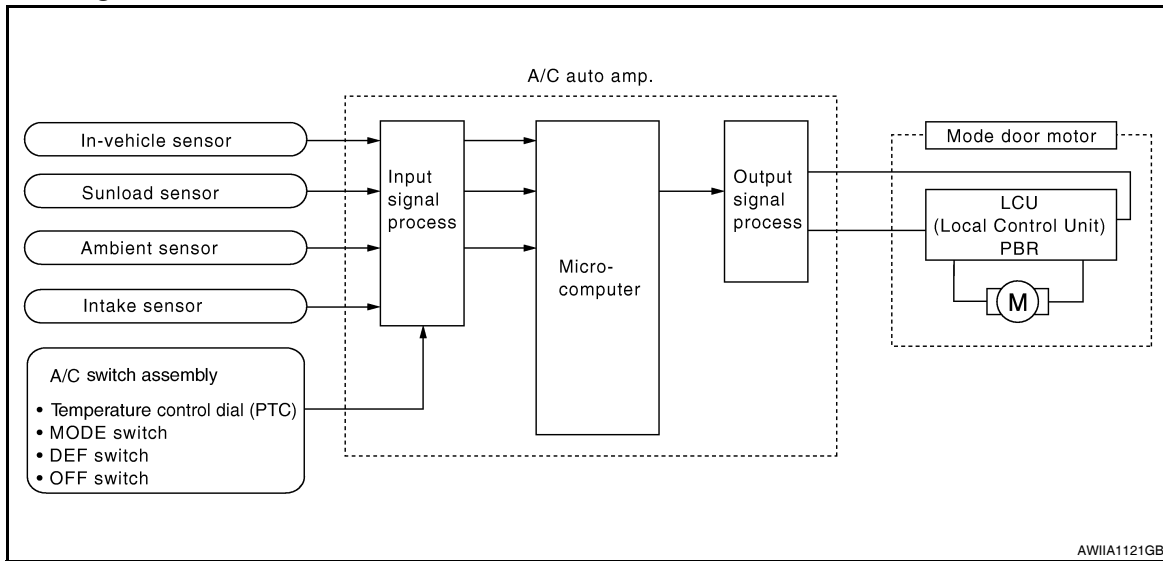 A/C auto amp.
In-vehicle sensor
Sunload sensor
Ambient sensor
Intake sensor
A/C switch assembly
• Temperature control dial (PTC)
• MODE switch
• DEF switch
• OFF switch
Input
signal
process
Micro-
computer
Output
signal
process
Mode door motor
LCU
(Local Control Unit)
PBR
M
AWIIA1121GB